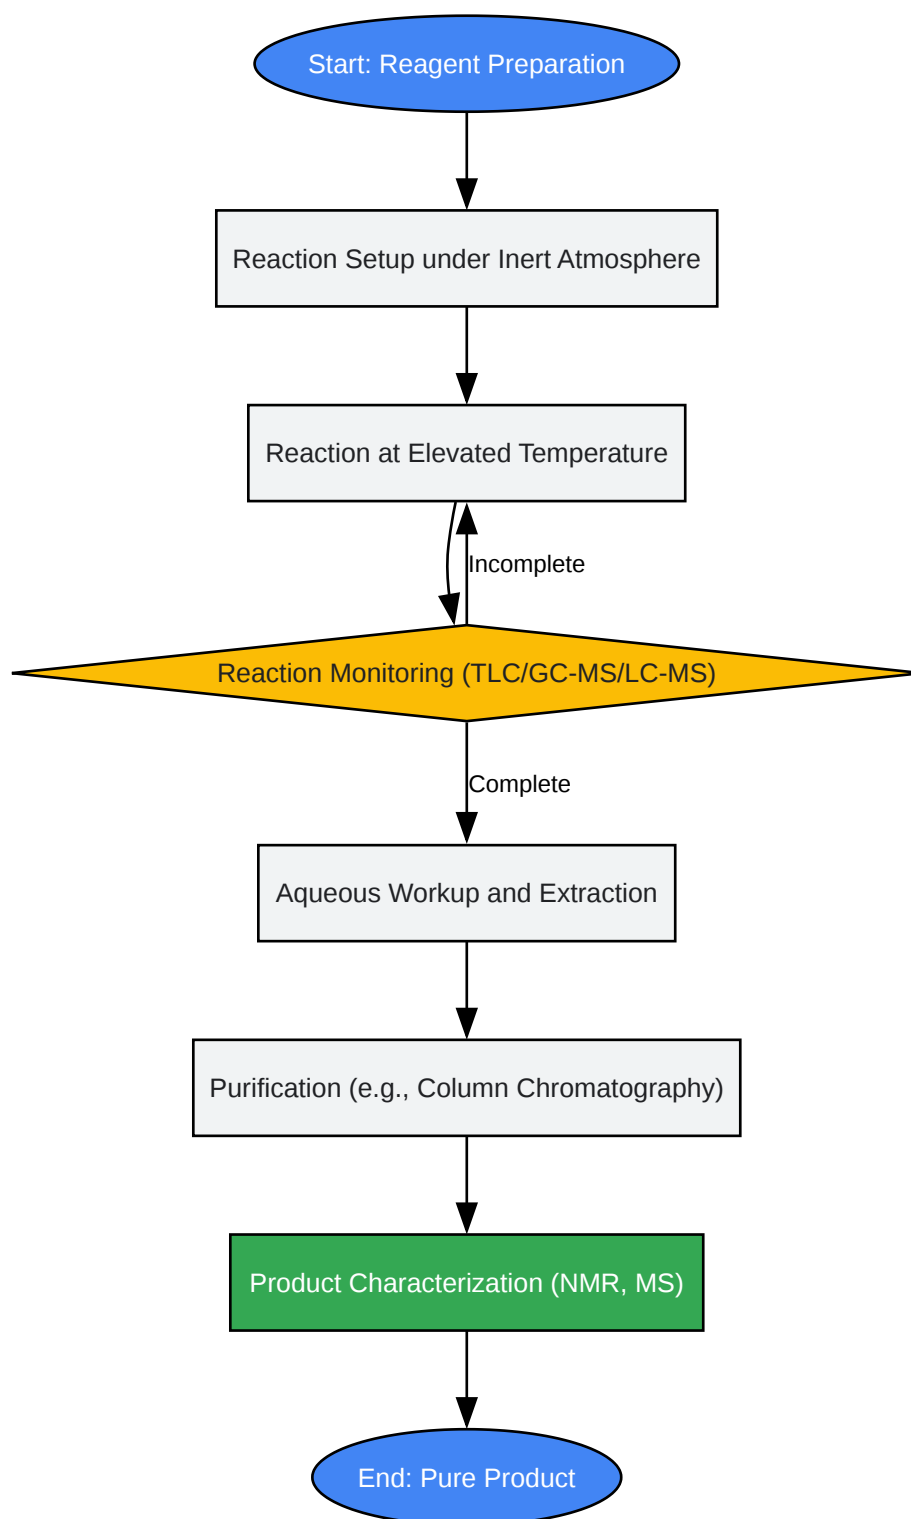 Start: Reagent Preparation
Reaction Setup under Inert Atmosphere
Reaction at Elevated Temperature
Incomplete
Reaction Monitoring (TLC/GC-MS/LC-MS)
Complete
Aqueous Workup and Extraction
Purification (e.g., Column Chromatography)
Product Characterization (NMR, MS)
End: Pure Product